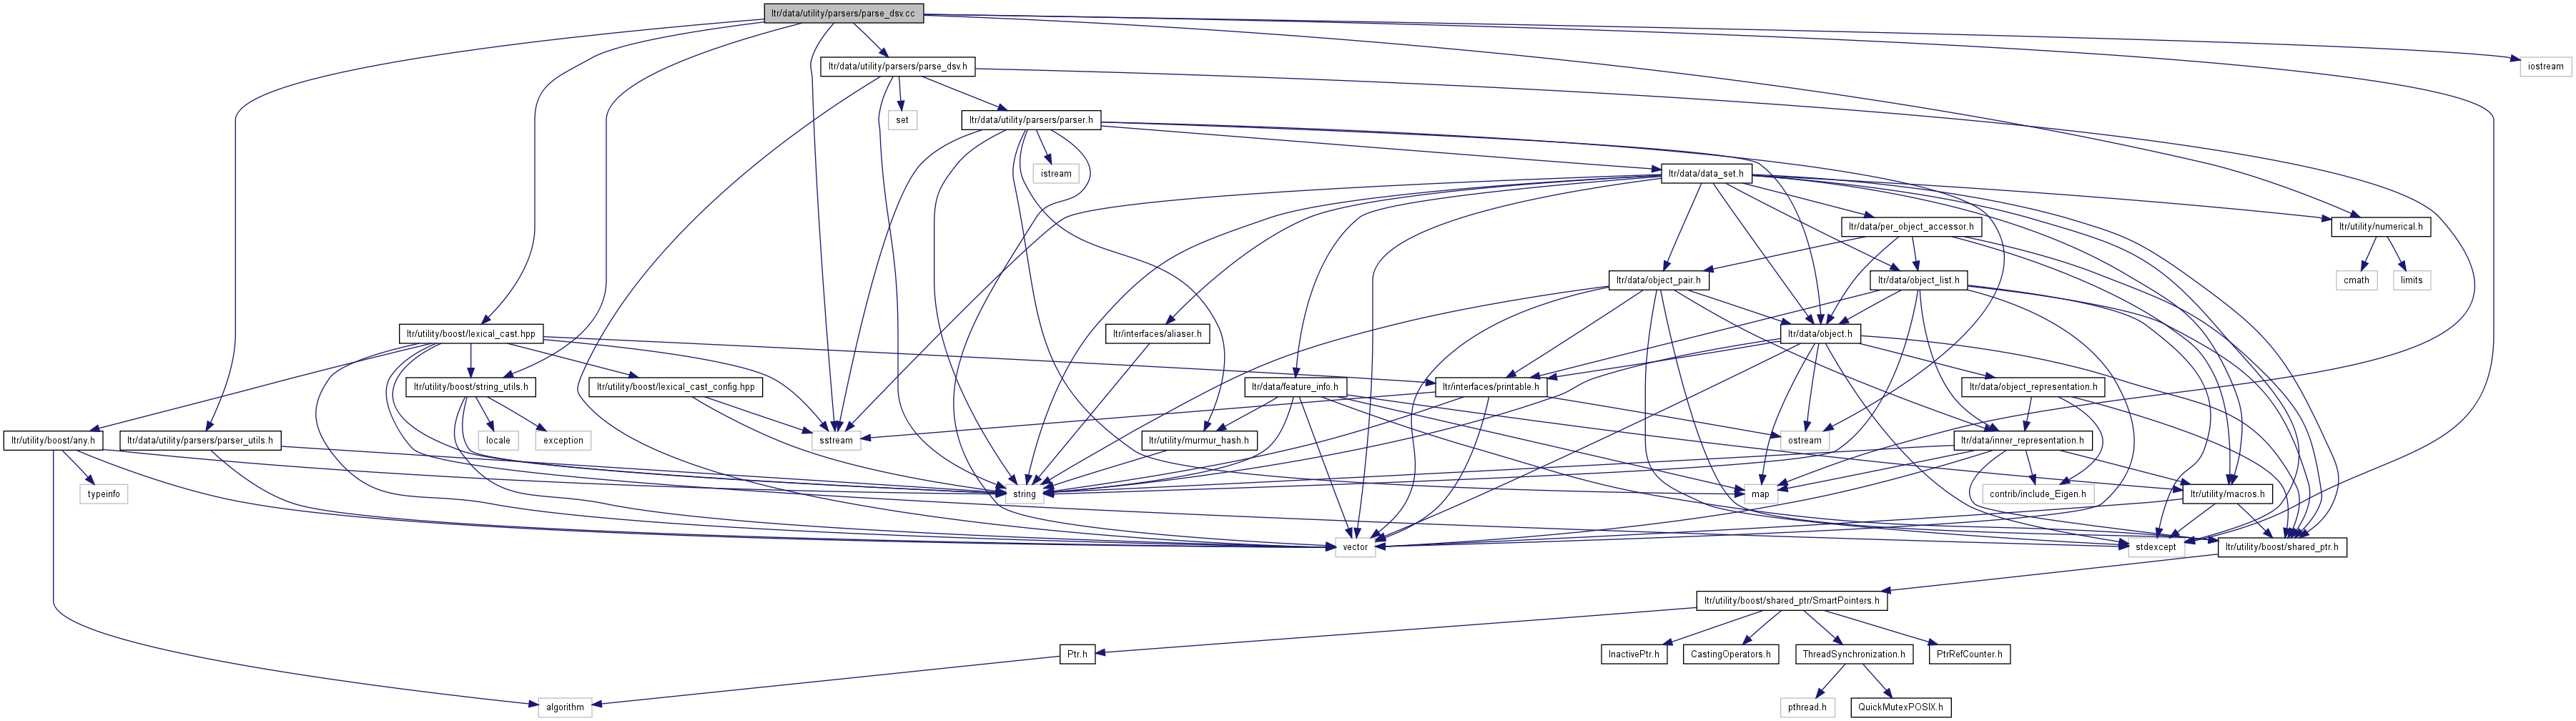 ltr/data/utility/parsers/parse_dsv.cc
ltr/data/utility/parsers/parse_dsv.h
iostream
set
ltr/data/utility/parsers/parser.h
istream
ltr/data/data_set.h
ltr/data/per_object_accessor.h
ltr/utility/numerical.h
ltr/data/object_pair.h
ltr/data/object_list.h
cmath
limits
ltr/utility/boost/lexical_cast.hpp
ltr/interfaces/aliaser.h
ltr/data/object.h
ltr/utility/boost/string_utils.h
ltr/utility/boost/lexical_cast_config.hpp
ltr/data/feature_info.h
ltr/interfaces/printable.h
ltr/data/object_representation.h
ltr/utility/boost/any.h
ltr/data/utility/parsers/parser_utils.h
locale
exception
sstream
ltr/utility/murmur_hash.h
ostream
ltr/data/inner_representation.h
typeinfo
string
map
contrib/include_Eigen.h
ltr/utility/macros.h
vector
stdexcept
ltr/utility/boost/shared_ptr.h
ltr/utility/boost/shared_ptr/SmartPointers.h
Ptr.h
InactivePtr.h
CastingOperators.h
ThreadSynchronization.h
PtrRefCounter.h
algorithm
pthread.h
QuickMutexPOSIX.h